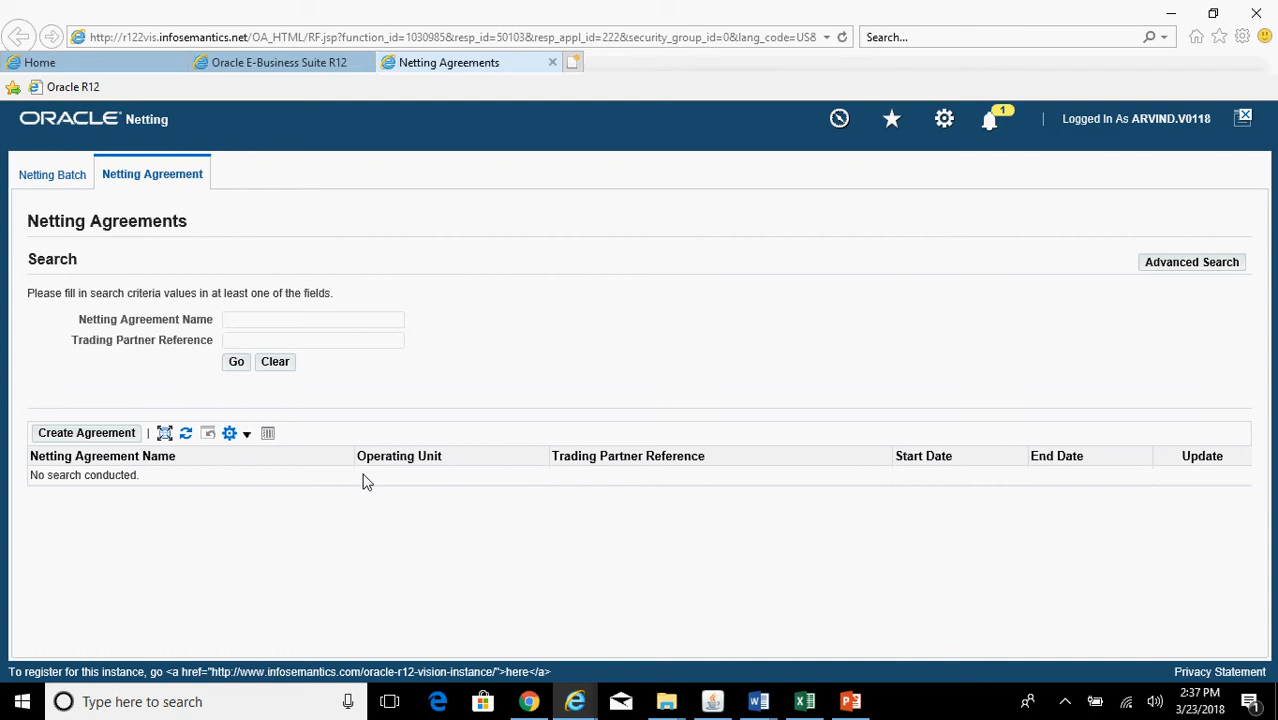 http://r122vis.infosemantics.net/OA_HTML/RF.jsp?function_id=1030985&resp_id=50103&resp_appl_id=222&security_group_id=0&lang_code=US8
Search...
Home
Oracle E-Business Suite R12
Netting Agreements
Oracle R12
ORACLE Netting
1
Logged In As ARVIND.V0118
Netting Batch
Netting Agreement
Netting Agreements
Search
Advanced Search
Please fill in search criteria values in at least one of the fields.
Netting Agreement Name
Trading Partner Reference
Go
Clear
Create Agreement
Netting Agreement Name
Operating Unit
Trading Partner Reference
Start Date
End Date
Update
No search conducted.
To register for this instance, go <a href="http://www.infosemantics.com/oracle-r12-vision-instance/">here</a>
Privacy Statement
Type here to search
2:37 PM
3/23/2018
1